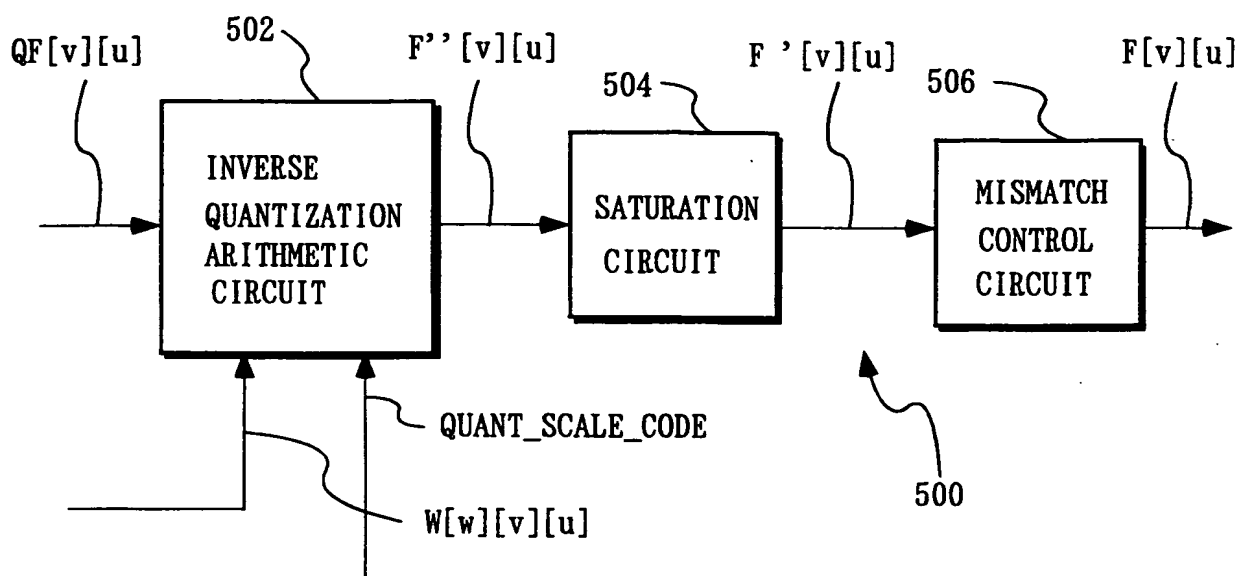 502
QF[v][u]
F''[v][u]
F'[v][u]
F[v][u]
504
506
INVERSE
QUANTIZATION
ARITHMETIC
CIRCUIT
SATURATION
CIRCUIT
MISMATCH
CONTROL
CIRCUIT
QUANT_SCALE_CODE
W[w][v][u]
500